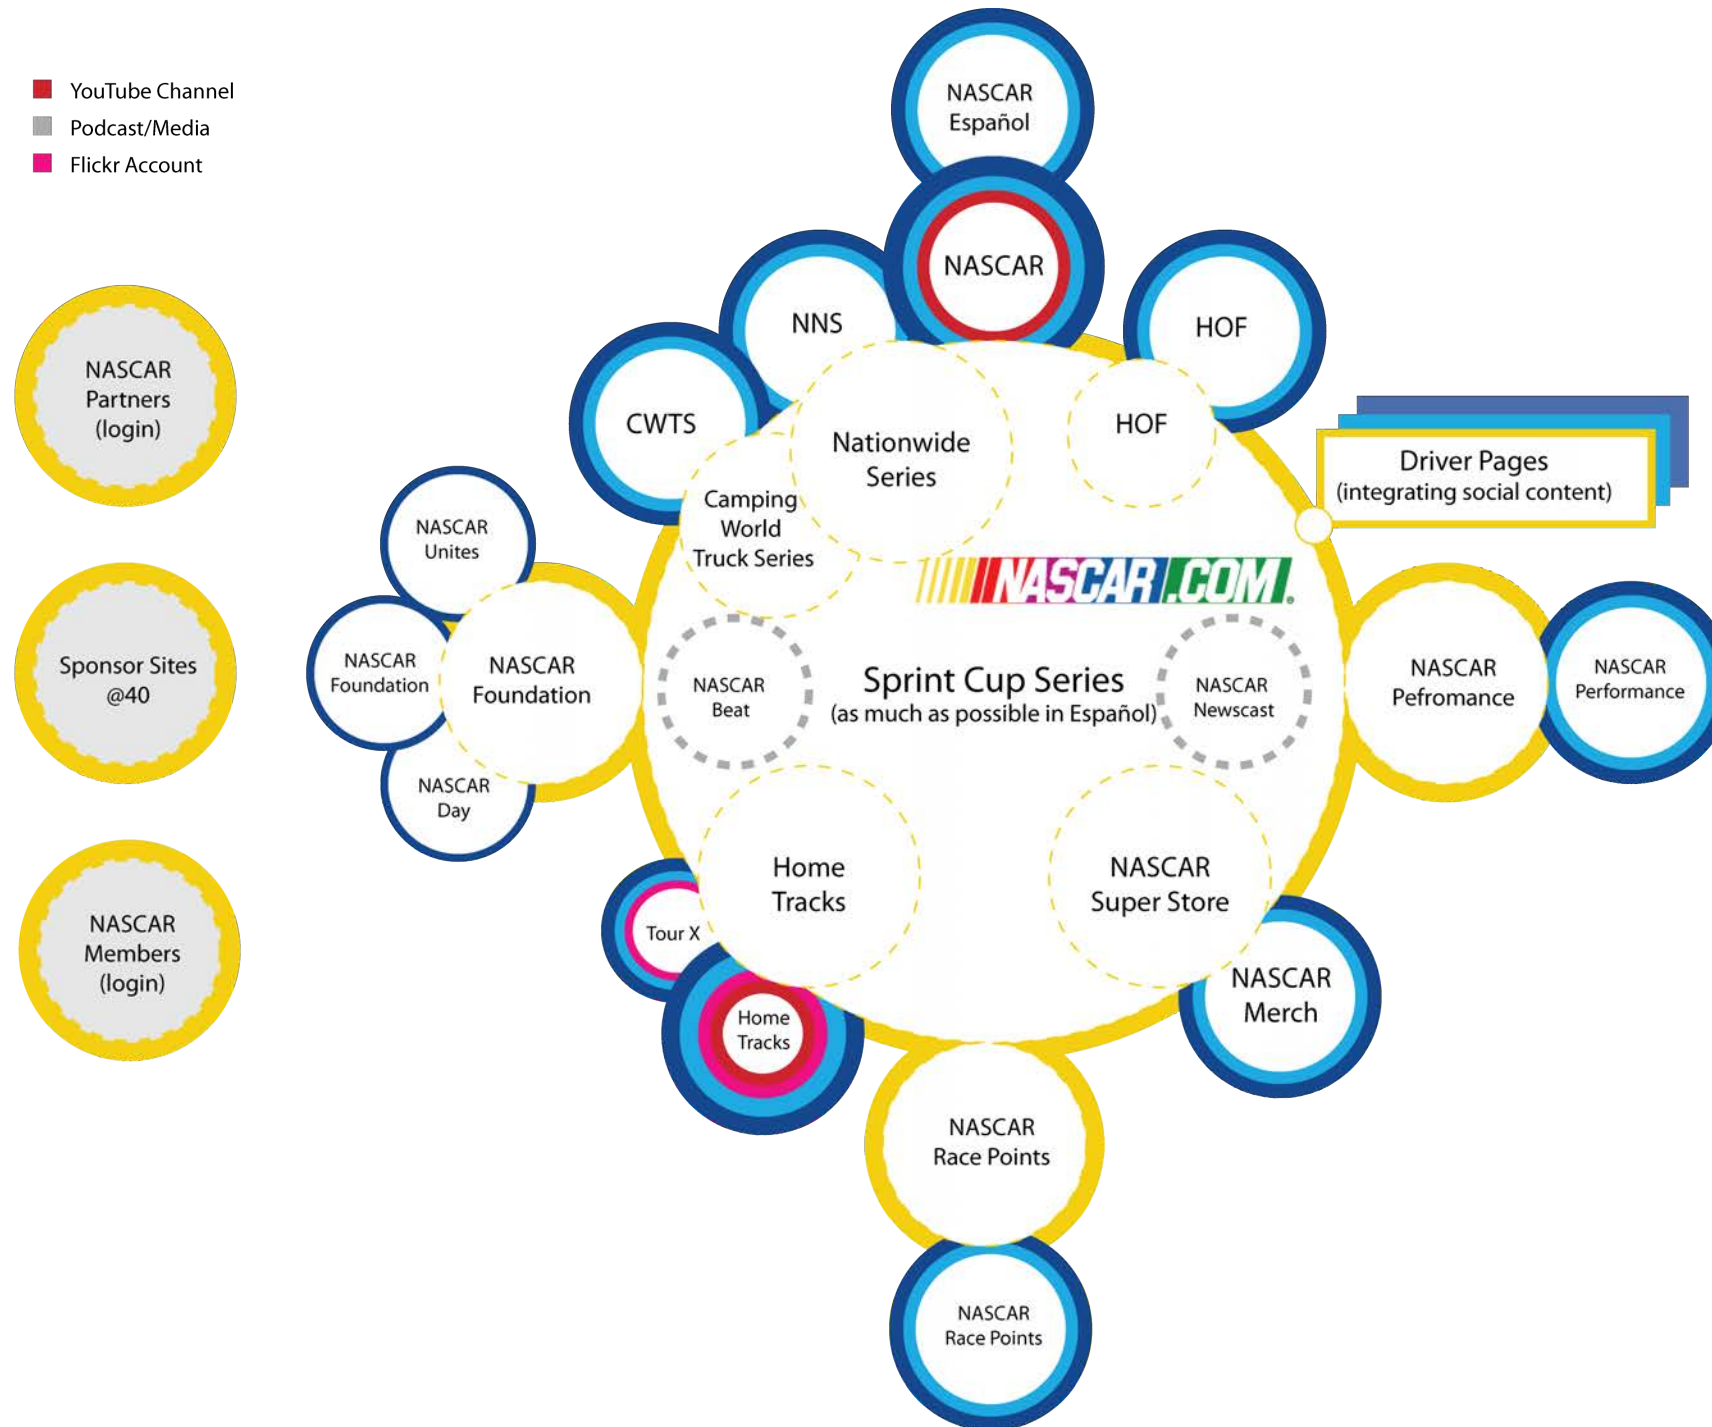 YouTube Channel
Podcast/Media
Flickr Account
NASCAR
Español
NASCAR
NNS
HOF
CWTS
Nationwide
Series
HOF
Camping
World
Truck Series
Driver Pages
(integrating social content)
NASCAR
Partners
(login)
NASCAR
Unites
NASCAR.COM
NASCAR
Foundation
NASCAR
Foundation
NASCAR
Beat
Sprint Cup Series
(as much as possible in Español)
NASCAR
Newscast
NASCAR
Pefromance
NASCAR
Performance
Sponsor Sites
@40
NASCAR
Day
Home
Tracks
NASCAR
Super Store
Tour X
NASCAR
Members
(login)
Home
Tracks
NASCAR
Merch
NASCAR
Race Points
NASCAR
Race Points